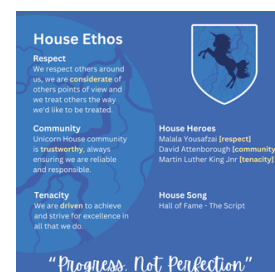 House Ethos
Respect
We respect others around
us, we are considerate of
others points of view and
we treat others the way
we'd like to be treated.
Community
Unicorn House community
is trustworthy, always
ensuring we are reliable
and responsible.
Tenacity
We are driven to achieve
and strive for excellence in
all that we do.
House Heroes
Malala Yousafzai [respect]
David Attenborough [community
Martin Luther King Jnr [tenacity]
House Song
Hall of Fame - The Script
"Progress, Not Perfection"